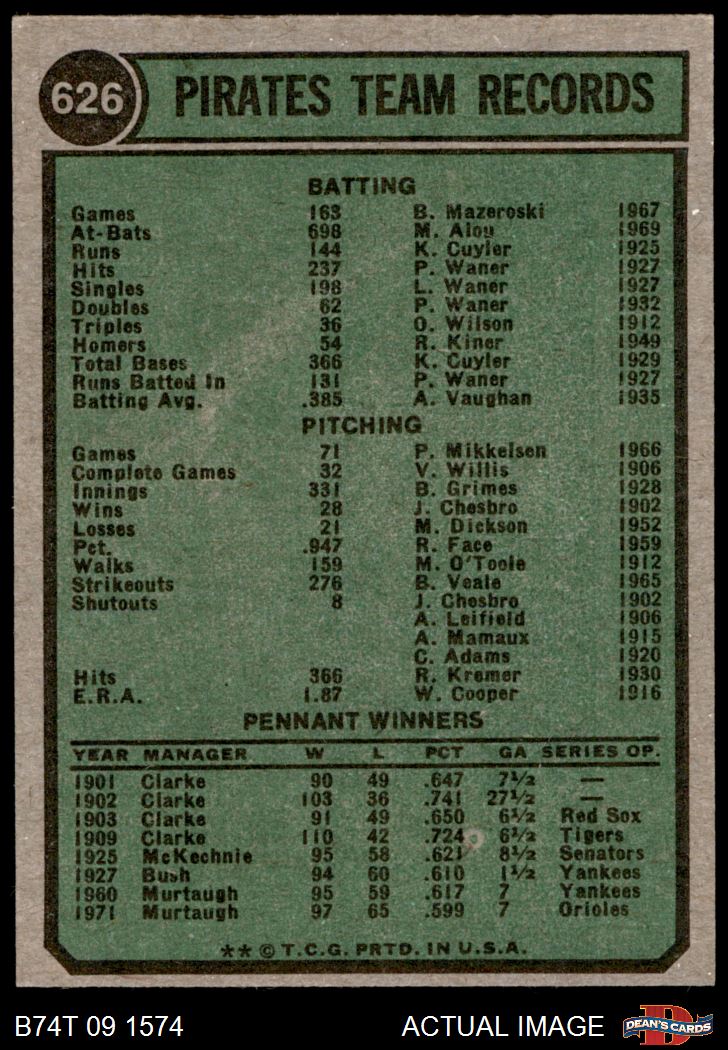 626 PIRATES TEAM RECORDS
BATTING
Games 163 B. Mazeroski 1967
At-Bats 698 M. Alou 1969
Runs 144 K. Cuyler 1925
Hits 237 P. Waner 1927
Singles 198 L. Waner 1927
Doubles 62 P. Waner 1932
Triples 36 O. Wilson 1912
Homers 54 R. Kiner 1949
Total Bases 366 K. Cuyler 1929
Runs Batted In 131 P. Waner 1927
Batting Avg. .385 A. Vaughan 1935
PITCHING
Games 71 P. Mikkelsen 1966
Complete Games 32 V. Willis 1906
Innings 331 B. Grimes 1928
Wins 28 J. Chesbro 1902
Losses 21 M. Dickson 1952
Pct. .947 R. Face 1959
Walks 159 M. O'Toole 1912
Strikeouts 276 B. Veale 1965
Shutouts 8 J. Chesbro 1902
A. Leifield 1906
A. Mamaux 1915
C. Adams 1920
Hits 366 R. Kremer 1930
E.R.A. 1.87 W. Cooper 1916
PENNANT WINNERS
YEAR MANAGER W L PCT GA SERIES OP.
1901 Clarke 90 49 .647 7½ —
1902 Clarke 103 36 .741 27½ —
1903 Clarke 91 49 .650 6½ Red Sox
1909 Clarke 110 42 .724 6½ Tigers
1925 McKechnie 95 58 .621 8½ Senators
1927 Bush 94 60 .610 1½ Yankees
1960 Murtaugh 95 59 .617 7 Yankees
1971 Murtaugh 97 65 .599 7 Orioles
** © T.C.G. PRTD. IN U.S.A.
B74T 09 1574 ACTUAL IMAGE DEAN'S CARDS